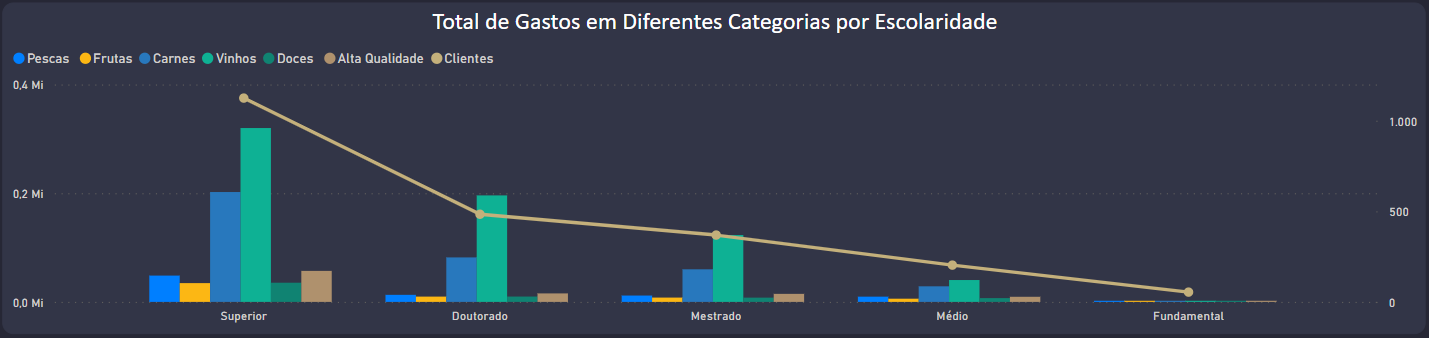 Total de Gastos em Diferentes Categorias por Escolaridade
Pescas Frutas Carnes Vinhos Doces Alta Qualidade Clientes
0,4 Mi
1.000
0,2 Mi
500
0,0 Mi
0
Superior Doutorado Mestrado Médio Fundamental